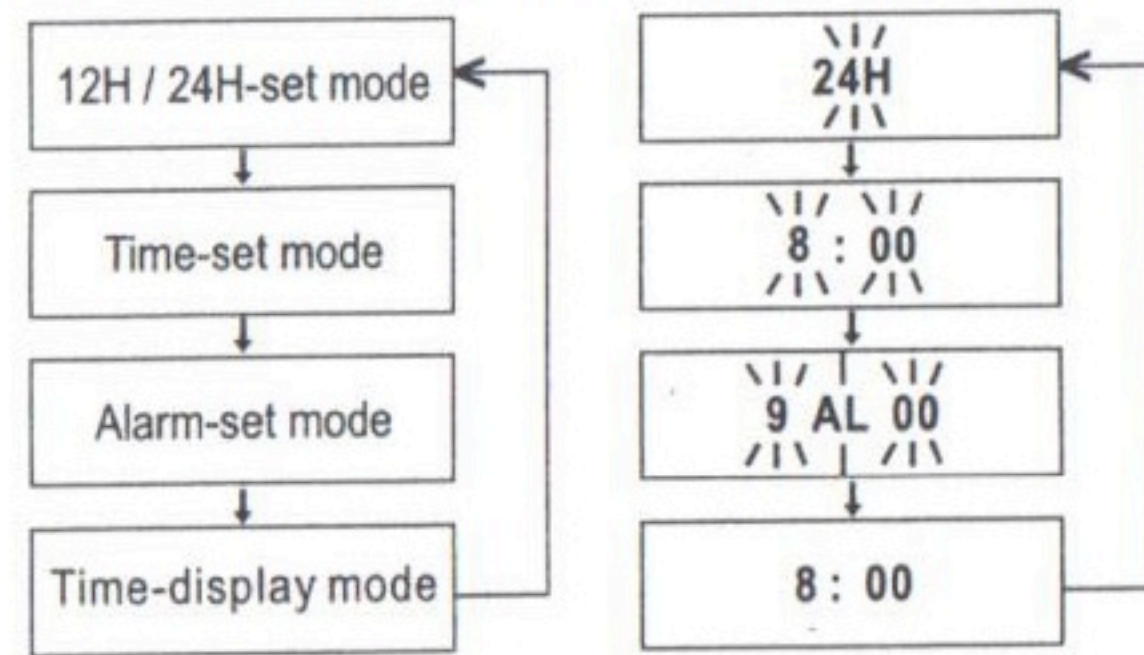 12H / 24H-set mode
Time-set mode
Alarm-set mode
Time-display mode
24H
8 : 00
9 AL 00
8 : 00